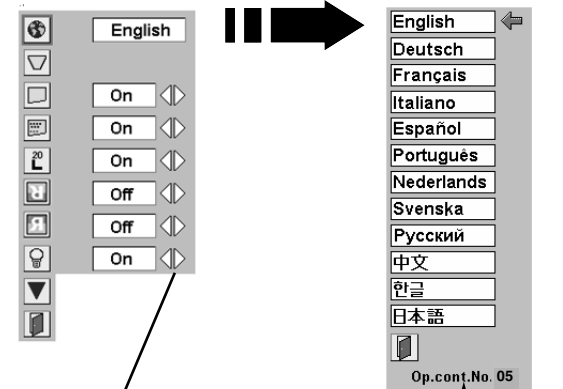 English
On
On
20
L
On
Off
Off
On
English
Deutsch
Français
Italiano
Español
Português
Nederlands
Svenska
Русский
中文
한글
日本語
Op.cont.No. 05